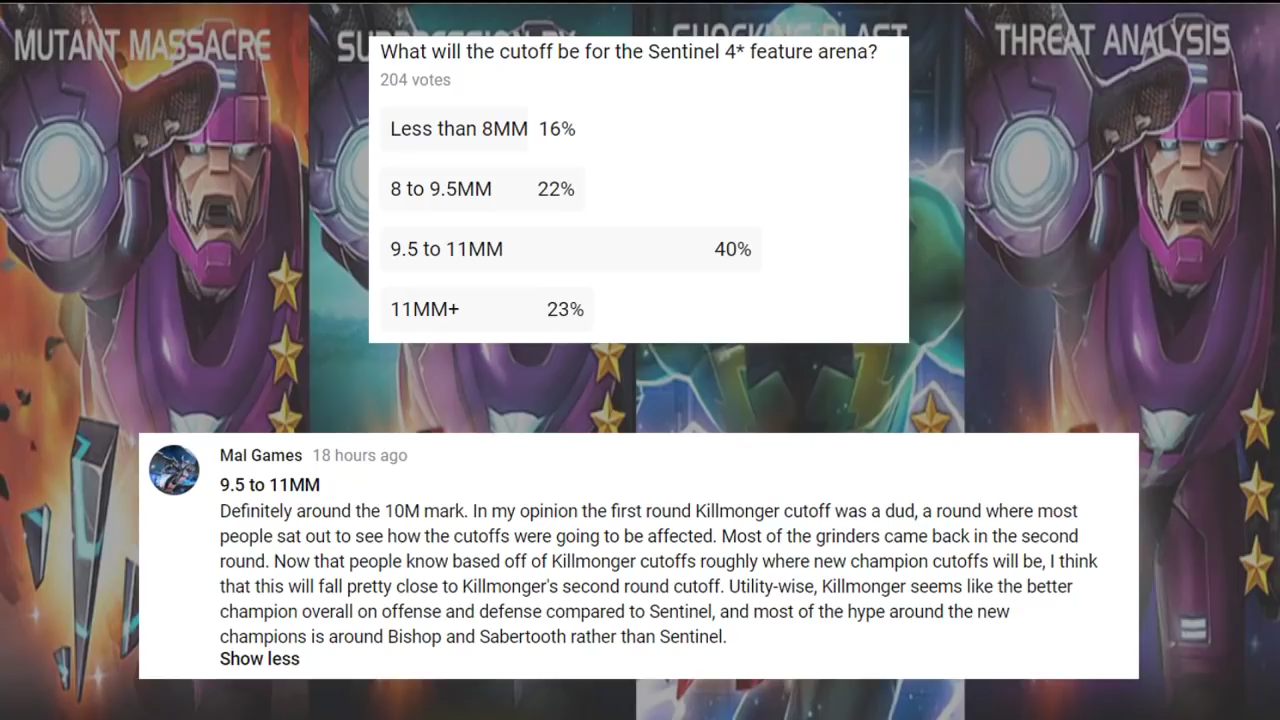 MUTANT MASSACRE
THREAT ANALYSIS
What will the cutoff be for the Sentinel 4* feature arena?
204 votes
Less than 8MM 16%
8 to 9.5MM 22%
9.5 to 11MM 40%
11MM+ 23%
Mal Games 18 hours ago
9.5 to 11MM
Definitely around the 10M mark. In my opinion the first round Killmonger cutoff was a dud, a round where most
people sat out to see how the cutoffs were going to be affected. Most of the grinders came back in the second
round. Now that people know based off of Killmonger cutoffs roughly where new champion cutoffs will be, I think
that this will fall pretty close to Killmonger's second round cutoff. Utility-wise, Killmonger seems like the better
champion overall on offense and defense compared to Sentinel, and most of the hype around the new
champions is around Bishop and Sabertooth rather than Sentinel.
Show less